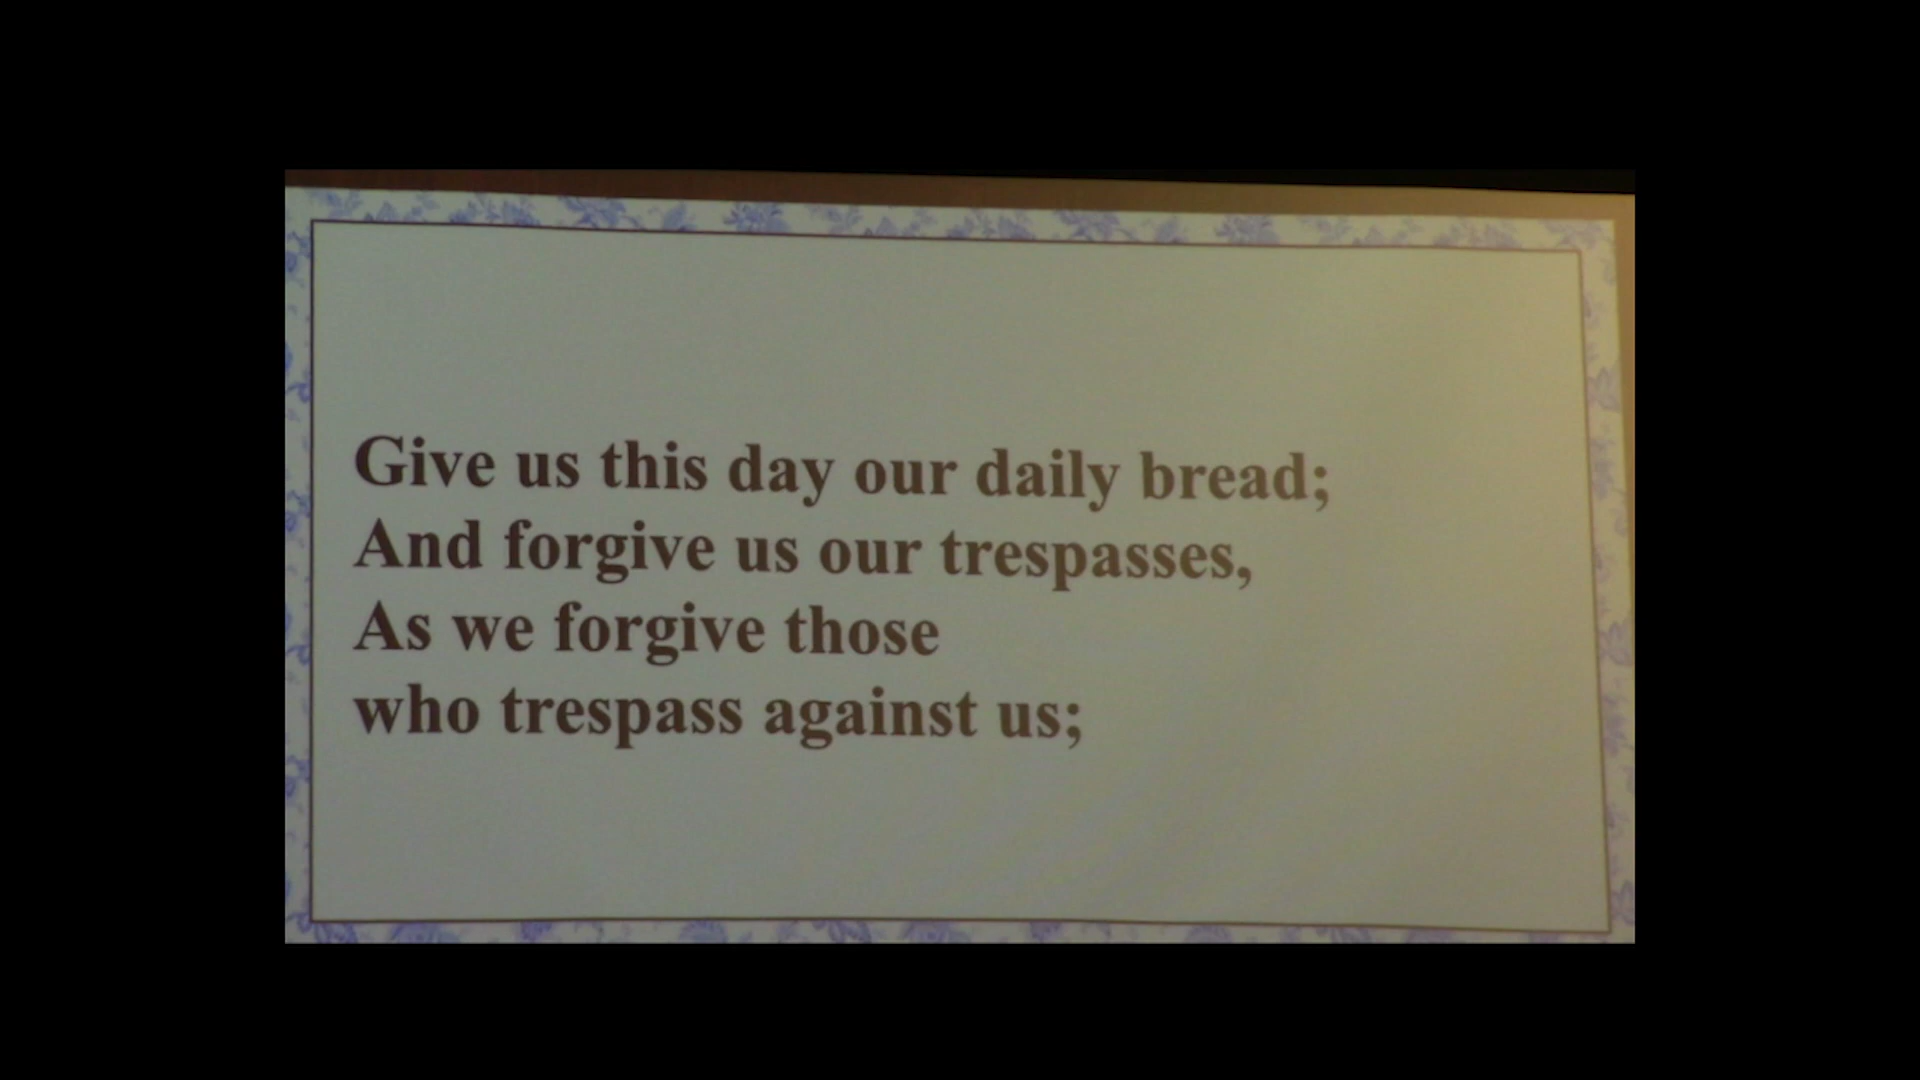 Give us this day our daily bread;
And forgive us our trespasses,
As we forgive those
who trespass against us;